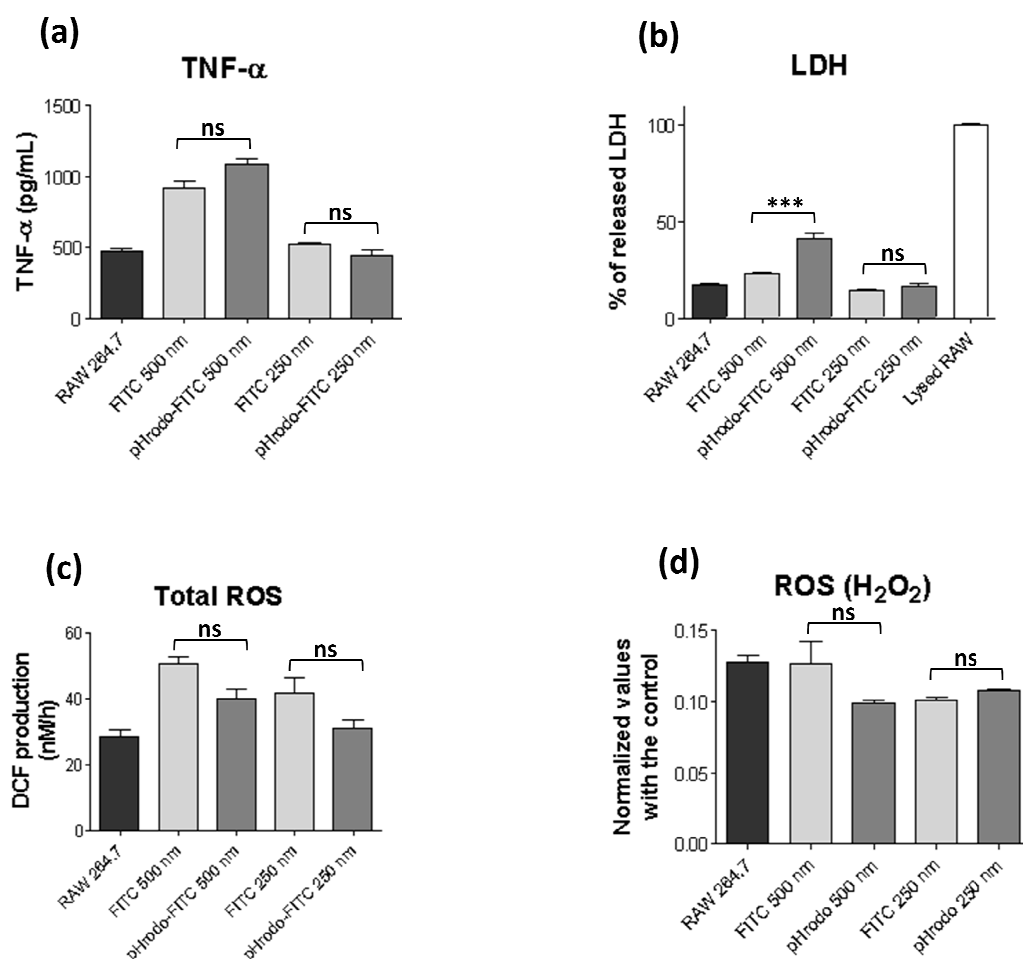 (a)
TNF-α
TNF-α (pg/mL)
1500
1000
500
0
ns
ns
RAW 264.7
FITC 500 nm
pHrodo-FITC 500 nm
FITC 250 nm
pHrodo-FITC 250 nm
(b)
LDH
% of released LDH
100
50
0
***
ns
RAW 264.7
FITC 500 nm
pHrodo-FITC 500 nm
FITC 250 nm
pHrodo-FITC 250 nm
Lysed RAW
(c)
Total ROS
DCF production
(nM/h)
60
40
20
0
ns
ns
RAW 264.7
FITC 500 nm
pHrodo-FITC 500 nm
FITC 250 nm
pHrodo-FITC 250 nm
(d)
ROS (H₂O₂)
Normalized values
with the control
0.15
0.10
0.05
0.00
ns
ns
RAW 264.7
FITC 500 nm
pHrodo 500 nm
FITC 250 nm
pHrodo 250 nm